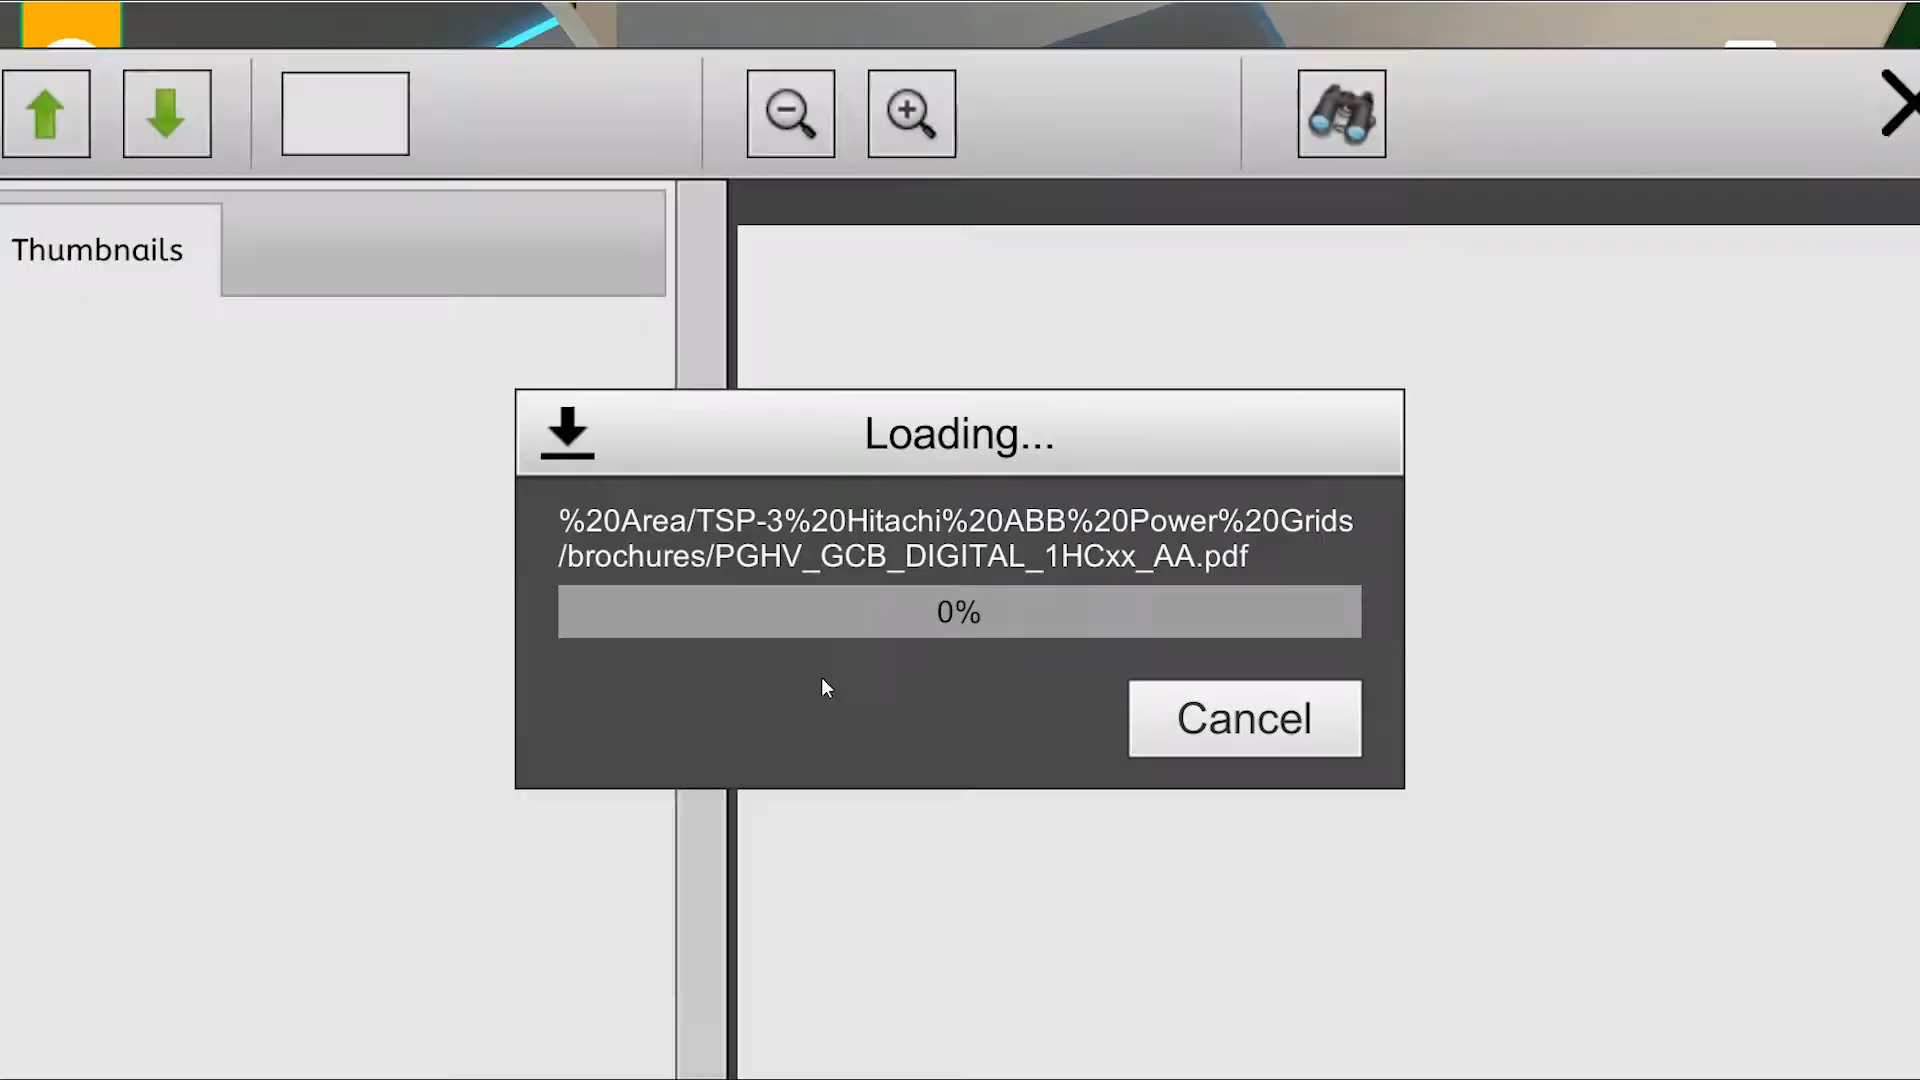 Thumbnails
Loading...
%20Area/TSP-3%20Hitachi%20ABB%20Power%20Grids
/brochures/PGHV_GCB_DIGITAL_1HCxx_AA.pdf
0%
Cancel